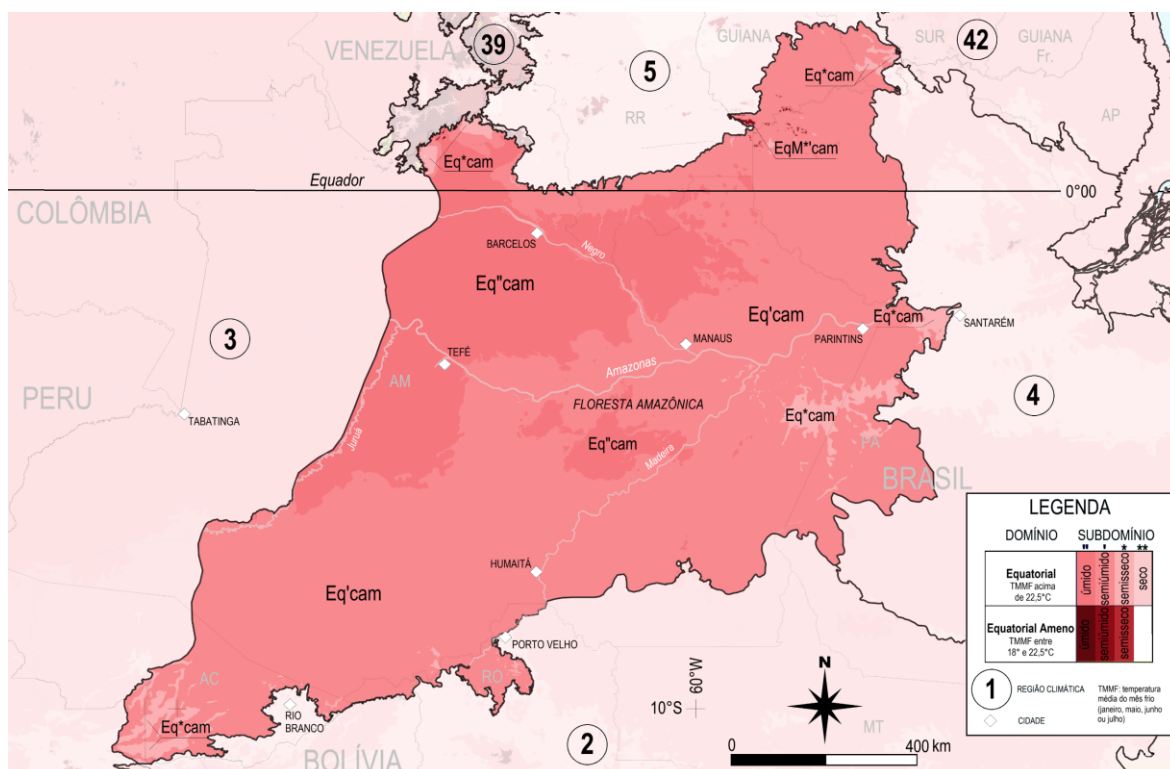 VENEZUELA
39
5
GUIANA
SUR
42
GUIANA
Fr.
Eq*cam
RR
AP
EqM*'cam
Eq*cam
Equador
0°00
COLÔMBIA
BARCELOS
Negro
Eq"cam
Eq'cam
Eq*cam
SANTARÉM
3
MANAUS
PARINTINS
TEFÉ
Amazonas
AM
PERU
FLORESTA AMAZÔNICA
4
TABATINGA
Eq*cam
Juruá
Eq"cam
PA
Madeira
BRASIL
HUMAITÁ
Eq'cam
PORTO VELHO
AC
RO
N
60°W
10°S
RIO
BRANCO
Eq*cam
MT
BOLÍVIA
2
0
400 km
LEGENDA
DOMÍNIO
SUBDOMÍNIO
" ' * **
Equatorial
TMMF acima
de 22,5°C
úmido
semiúmido
semisseco
seco
Equatorial Ameno
TMMF entre
18° e 22,5°C
úmido
semiúmido
semisseco
1
REGIÃO CLIMÁTICA
CIDADE
TMMF: temperatura
média do mês frio
(janeiro, maio, junho
ou julho)